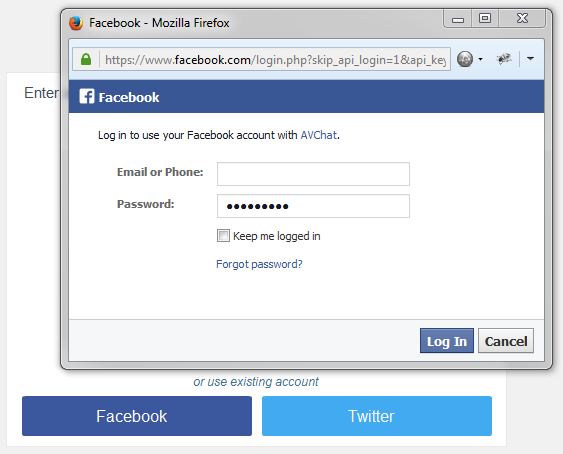 Facebook - Mozilla Firefox
https://www.facebook.com/login.php?skip_api_login=1&api_key
Enter
Facebook
Log in to use your Facebook account with AVChat.
Email or Phone:
Password: ●●●●●●●●●
Keep me logged in
Forgot password?
Log In Cancel
or use existing account
Facebook Twitter